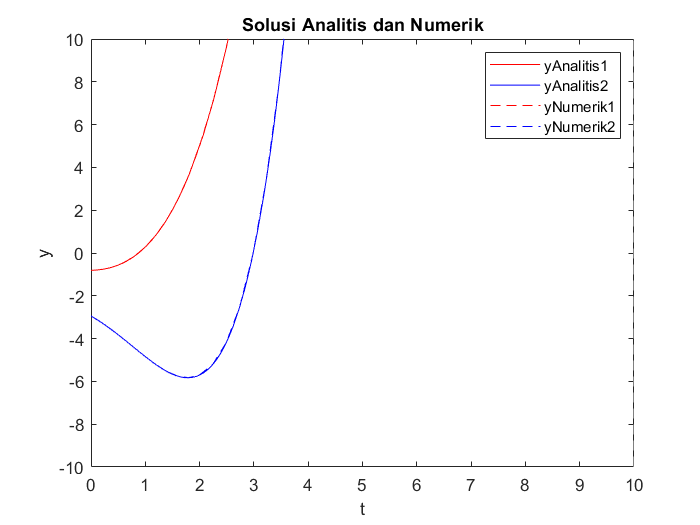 Solusi Analitis dan Numerik
yAnalitis1
yAnalitis2
yNumerik1
yNumerik2
10
8
6
4
2
0
-2
-4
-6
-8
-10
y
0 1 2 3 4 5 6 7 8 9 10
t